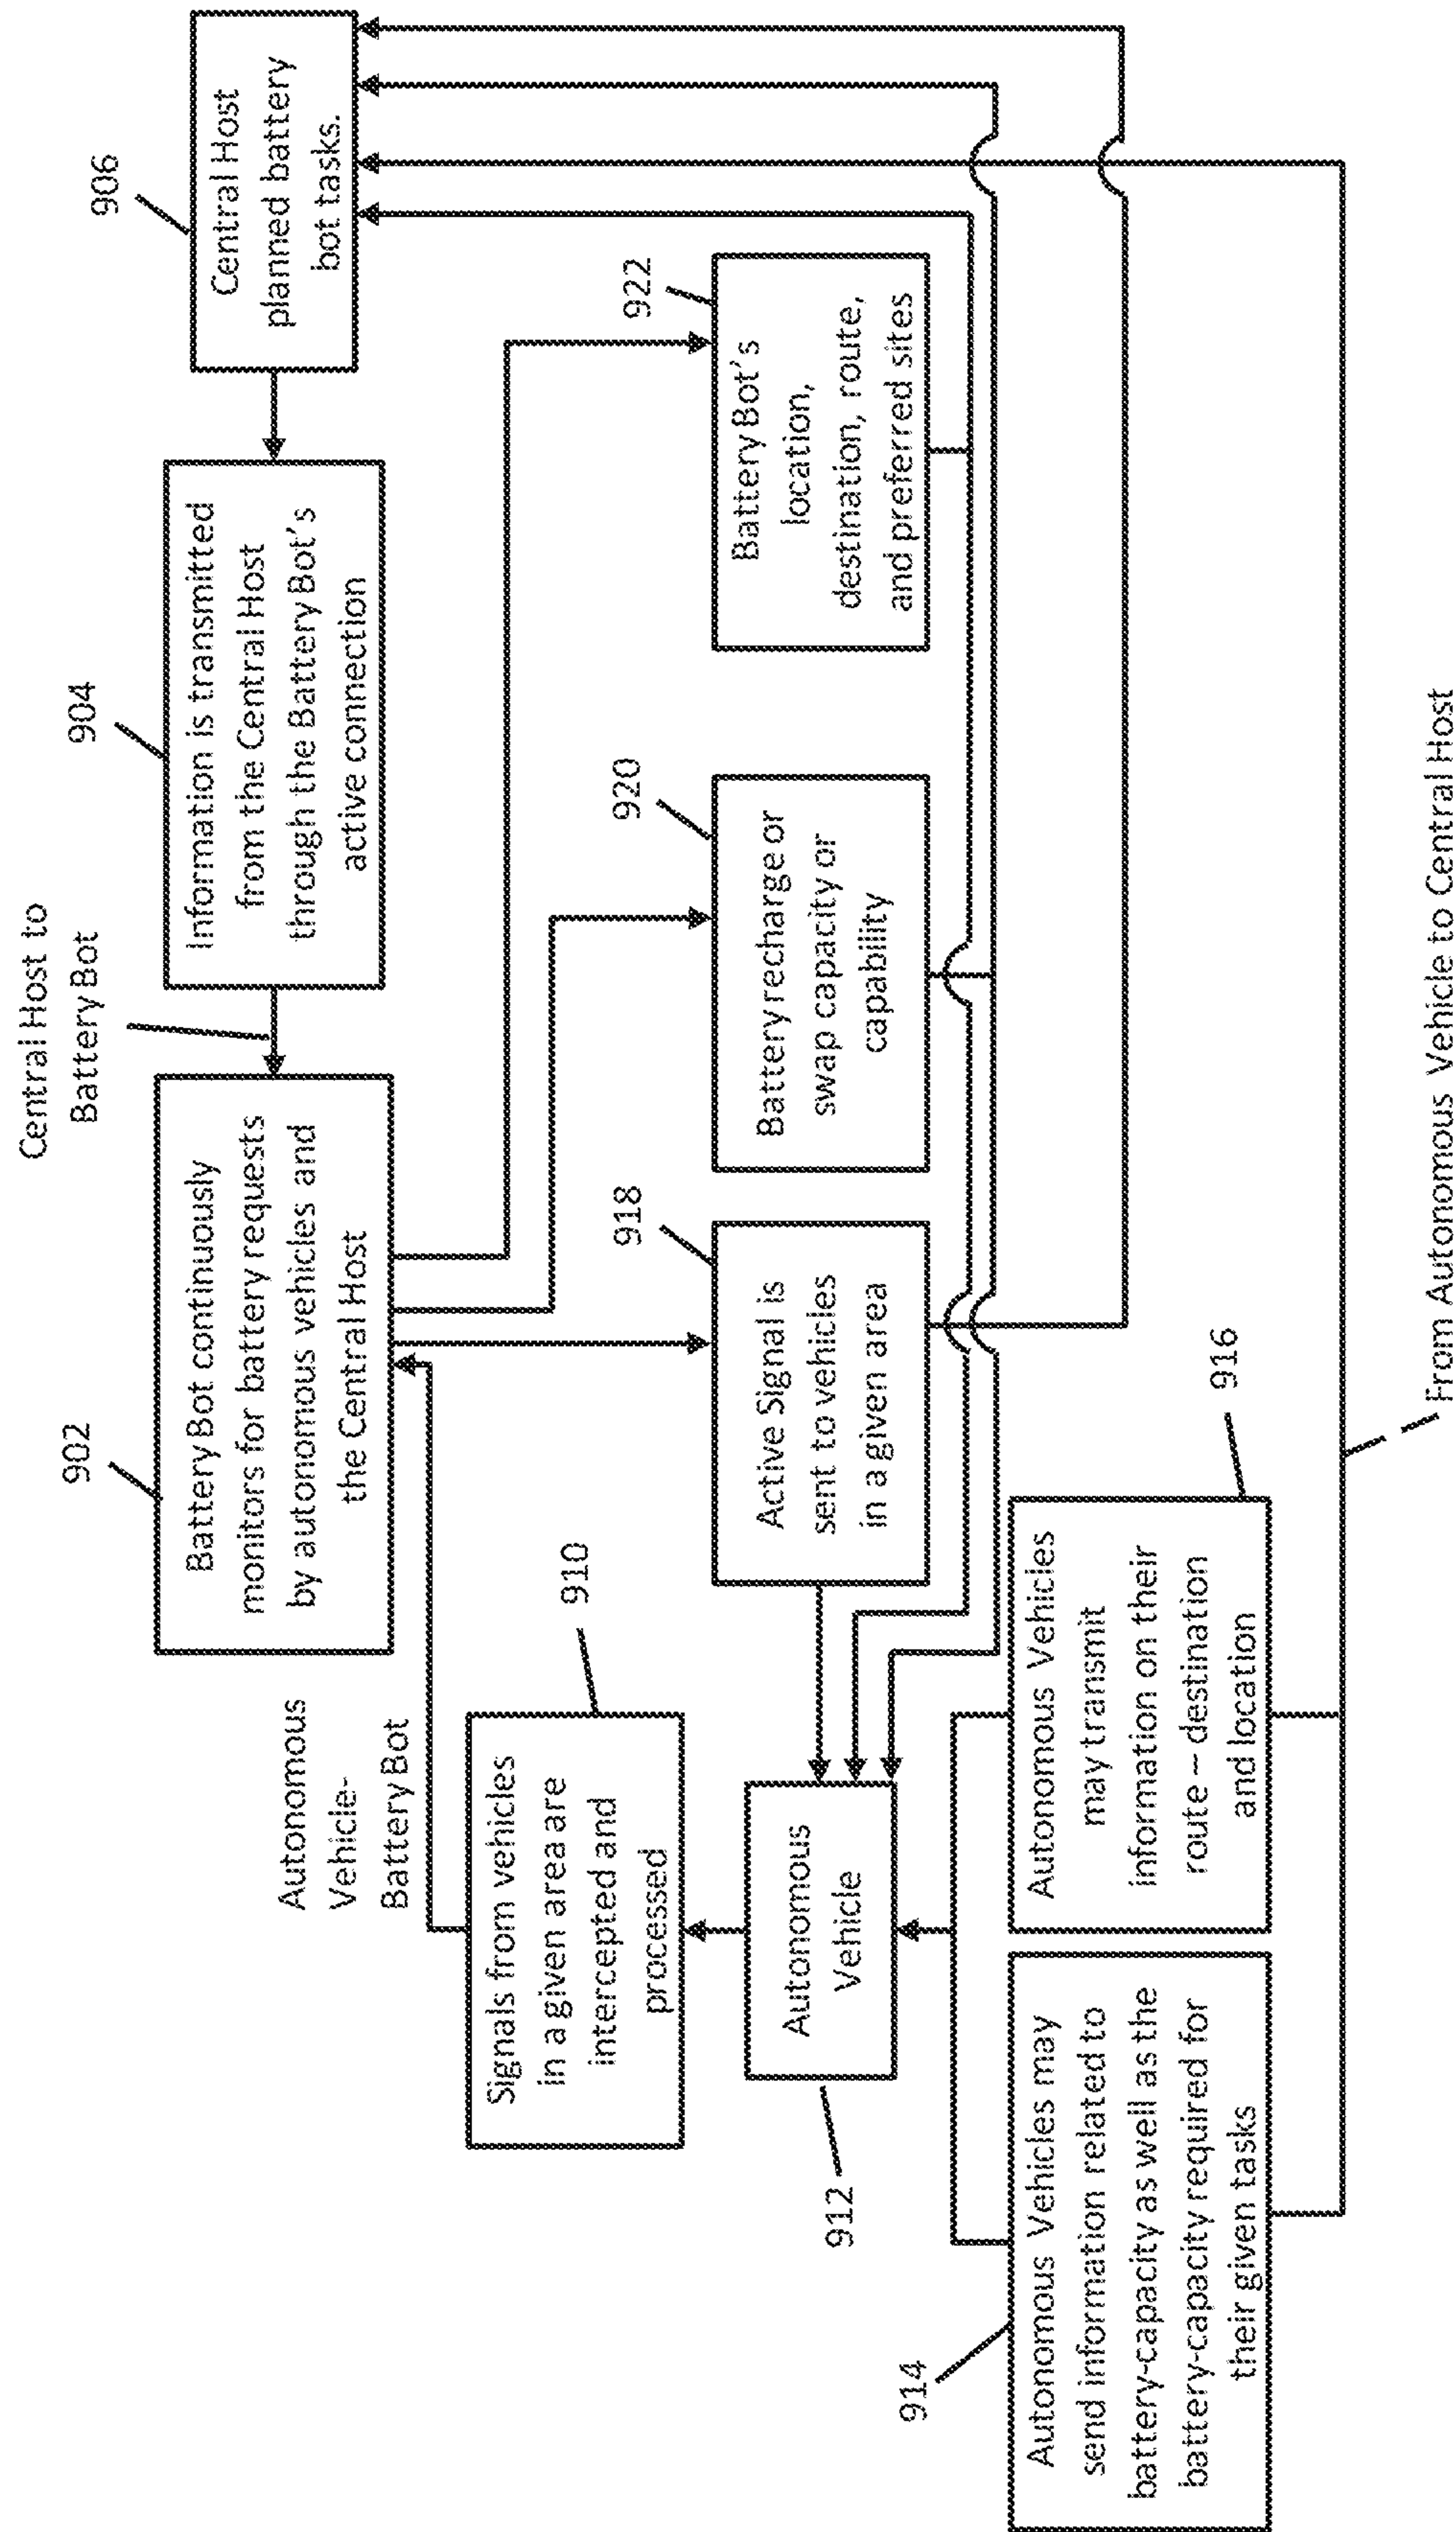 Central Host to
Battery Bot
902
Battery Bot continuously
monitors for battery requests
by autonomous vehicles and
the Central Host
904
Information is transmitted
from the Central Host
through the Battery Bot's
active connection
906
Central Host
planned battery
bot tasks.
Autonomous
Vehicle-
Battery Bot
910
Signals from vehicles
in a given area are
intercepted and
processed
918
Active Signal is
sent to vehicles
in a given area
920
Battery recharge or
swap capacity or
capability
922
Battery Bot's
location,
destination, route,
and preferred sites
912
Autonomous
Vehicle
914
Autonomous Vehicles may
send information related to
battery-capacity as well as the
battery-capacity required for
their given tasks
916
Autonomous Vehicles
may transmit
information on their
route – destination
and location
From Autonomous Vehicle to Central Host